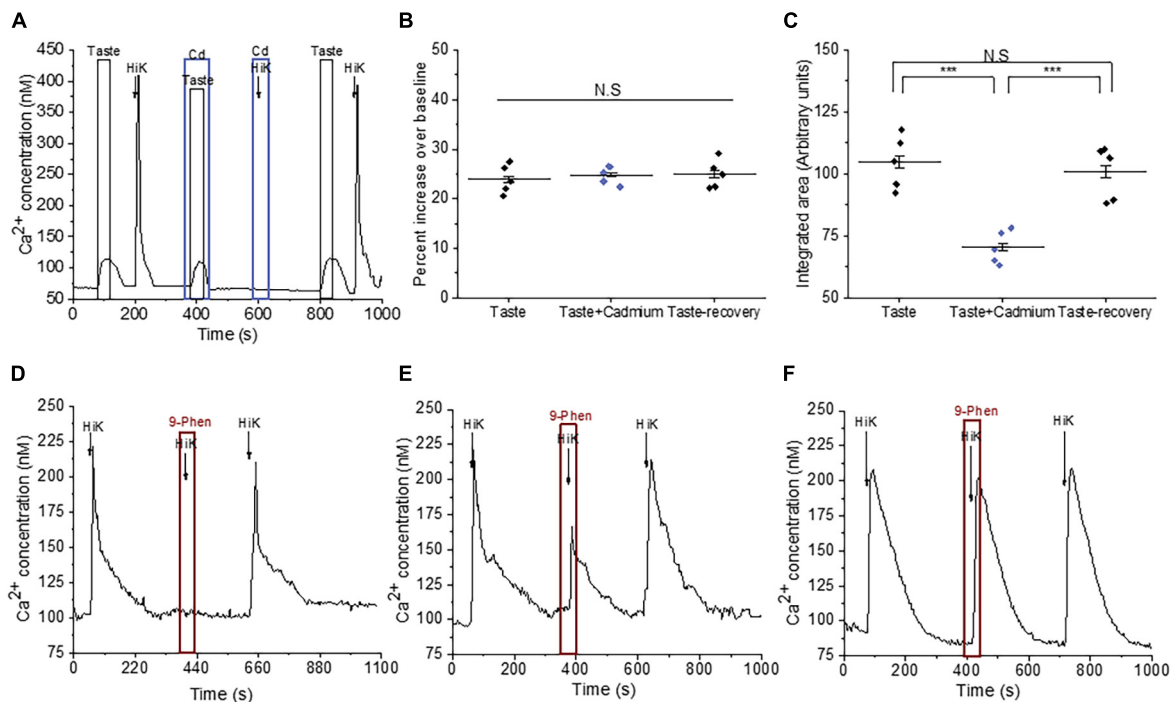 A
Taste
Cd
Cd
Taste
HiK
Taste
HiK
HiK
450
400
350
300
250
200
150
100
50
Ca2+ concentration (nM)
0 200 400 600 800 1000
Time (s)
B
N.S
50
40
30
20
10
0
Percent increase over baseline
Taste Taste+Cadmium Taste-recovery
C
N.S
*** ***
150
125
100
75
50
Integrated area (Arbitrary units)
Taste Taste+Cadmium Taste-recovery
D
9-Phen
HiK HiK HiK
250
225
200
175
150
125
100
75
Ca2+ concentration (nM)
0 220 440 660 880 1100
Time (s)
E
9-Phen
HiK HiK HiK
250
225
200
175
150
125
100
75
Ca2+ concentration (nM)
0 200 400 600 800 1000
Time (s)
F
9-Phen
HiK HiK HiK
250
225
200
175
150
125
100
75
Ca2+ concentration (nM)
0 200 400 600 800 1000
Time (s)